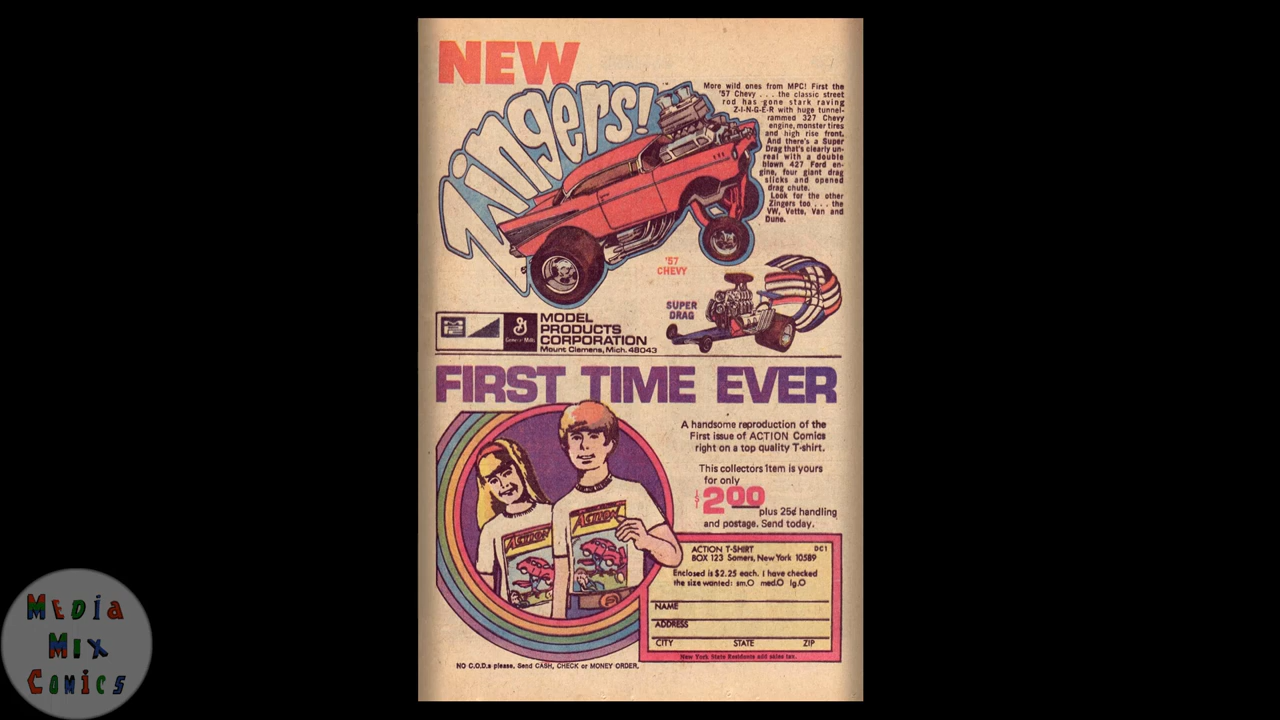 NEW
Zingers!
More wild ones from MPC! First the
'57 Chevy . . . the classic street
rod has gone stark raving
Z-I-N-G-E-R with huge tunnel-
rammed 327 Chevy
engine, monster tires
and high rise front.
And there's a Super
Drag that's clearly un-
real with a double
blown 427 Ford en-
gine, four giant drag
slicks and opened
drag chute.
Look for the other
Zingers too . . . the
VW, Vette, Van and
Dune.
'57
CHEVY
SUPER
DRAG
General Mills
MODEL
PRODUCTS
CORPORATION
Mount Clemens, Mich. 48043
FIRST TIME EVER
A handsome reproduction of the
First issue of ACTION Comics
right on a top quality T-shirt.
This collectors item is yours
for only
$2.00
plus 25¢ handling
and postage. Send today.
ACTION
ACTION
ACTION T-SHIRT DC1
BOX 123 Somers, New York 10589
Enclosed is $2.25 each. I have checked
the size wanted: sm.O med.O lg.O
NAME
ADDRESS
CITY STATE ZIP
New York State Residents add sales tax.
NO C.O.D.s please. Send CASH, CHECK or MONEY ORDER.
MEDiA
MiX
COMiCS